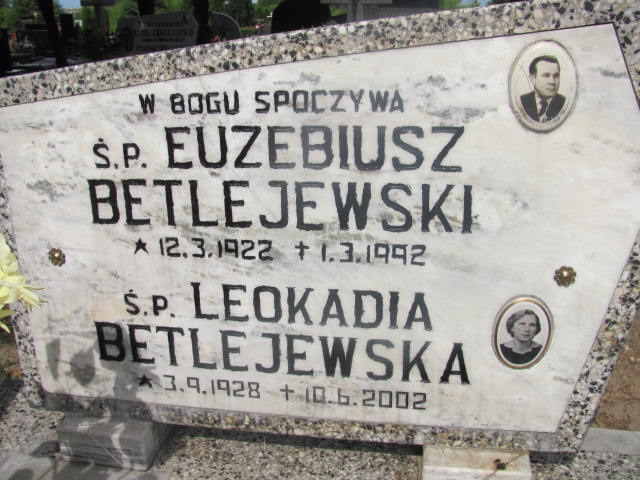 W BOGU SPOCZYWA
Ś.P. EUZEBIUSZ
BETLEJEWSKI
★ 12.3.1922 ✝ 1.3.1992
Ś.P. LEOKADIA
BETLEJEWSKA
★ 3.9.1928 ✝ 10.6.2002